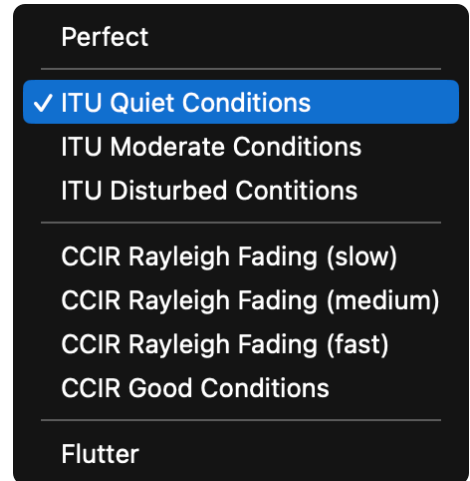 Perfect
✓ ITU Quiet Conditions
ITU Moderate Conditions
ITU Disturbed Contitions
CCIR Rayleigh Fading (slow)
CCIR Rayleigh Fading (medium)
CCIR Rayleigh Fading (fast)
CCIR Good Conditions
Flutter